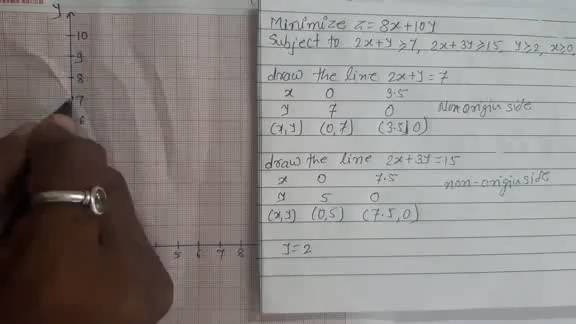 y
10
9
8
7
6
5 6 7 8
Minimize z = 8x+10y
Subject to 2x+y ≥ 7, 2x+3y ≥ 15, y ≥ 2, x ≥ 0,
draw the line 2x+y = 7
x 0 3.5
y 7 0 Non origin side
(x,y) (0,7) (3.5,0)
draw the line 2x+3y = 15
x 0 7.5 non-origin side
y 5 0
(x,y) (0,5) (7.5,0)
y = 2